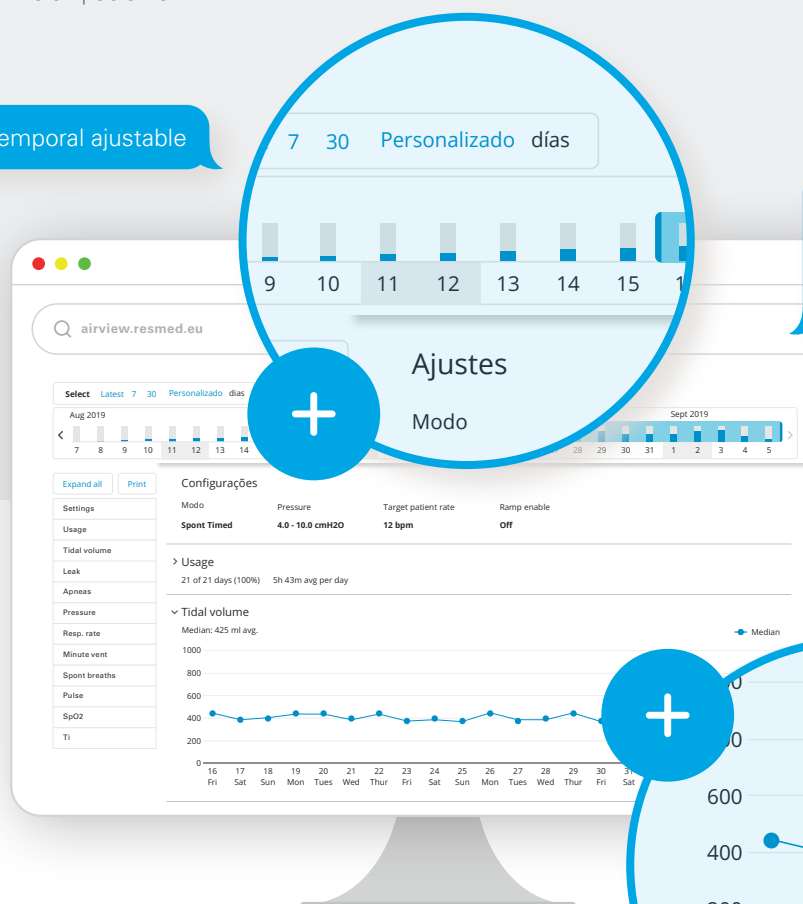 emporal ajustable
7 30 Personalizado días
9 10 11 12 13 14 15 1
Ajustes
Modo
airview.resmed.eu
Select Latest 7 30 Personalizado dias
Aug 2019
Sept 2019
7 8 9 10 11 12 13 14
28 29 30 31 1 2 3 4 5
Expand all Print
Settings
Usage
Tidal volume
Leak
Apneas
Pressure
Resp. rate
Minute vent
Spont breaths
Pulse
SpO2
Ti
Configurações
Modo Pressure Target patient rate Ramp enable
Spont Timed 4.0 - 10.0 cmH2O 12 bpm Off
Usage
21 of 21 days (100%) 5h 43m avg per day
Tidal volume
Median: 425 ml avg.
Median
1000
800
600
400
200
0
16 17 18 19 20 21 22 23 24 25 26 27 28 29 30 31
Fri Sat Sun Mon Tues Wed Thur Fri Sat Sun Mon Tues Wed Thur Fri Sat
600
400